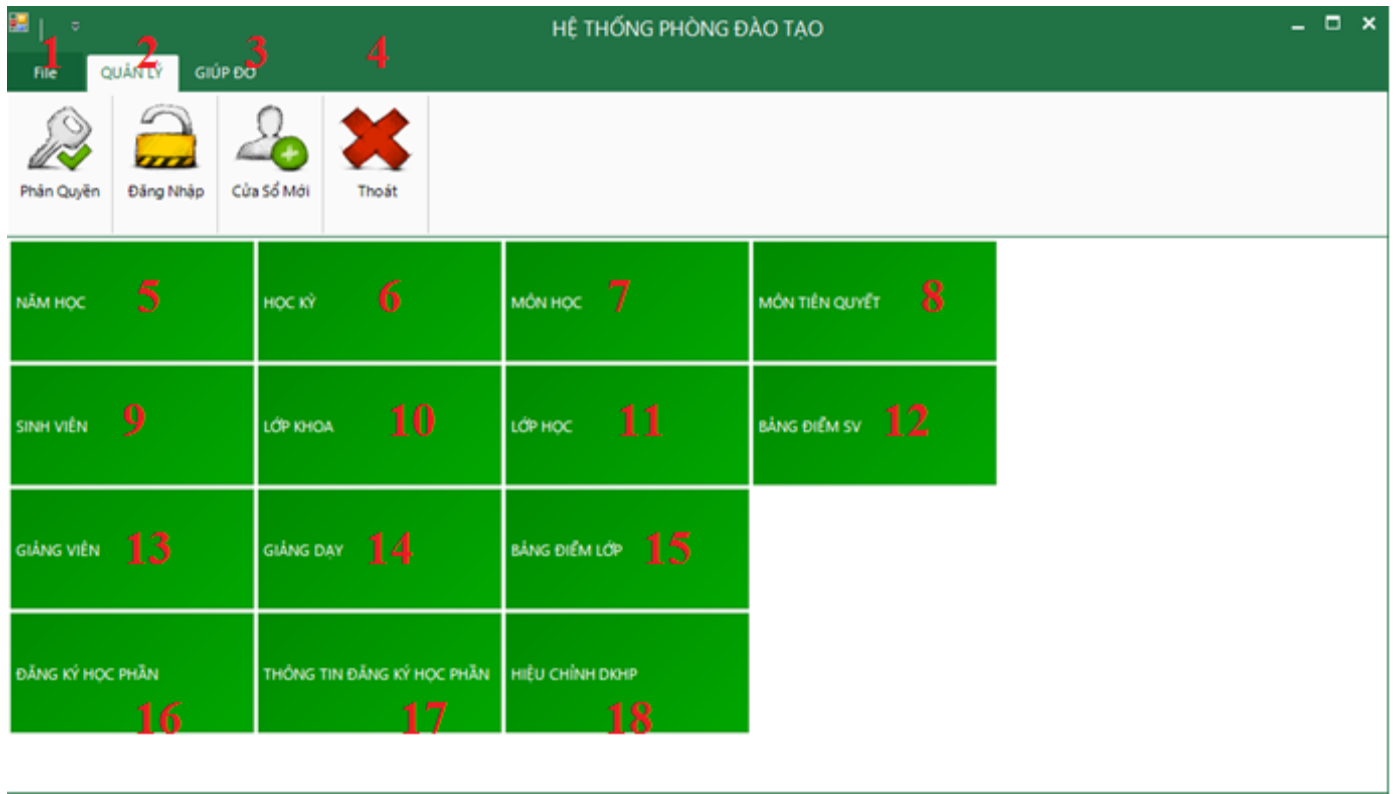 HỆ THỐNG PHÒNG ĐÀO TẠO
1 2 3 4
File QUẢN LÝ GIÚP ĐỠ
Phân Quyền Đăng Nhập Cửa Sổ Mới Thoát
NĂM HỌC 5 HỌC KỲ 6 MÔN HỌC 7 MÔN TIÊN QUYẾT 8
SINH VIÊN 9 LỚP KHOA 10 LỚP HỌC 11 BẢNG ĐIỂM SV 12
GIẢNG VIÊN 13 GIẢNG DẠY 14 BẢNG ĐIỂM LỚP 15
ĐĂNG KÝ HỌC PHẦN THÔNG TIN ĐĂNG KÝ HỌC PHẦN HIỆU CHỈNH DKHP
16 17 18